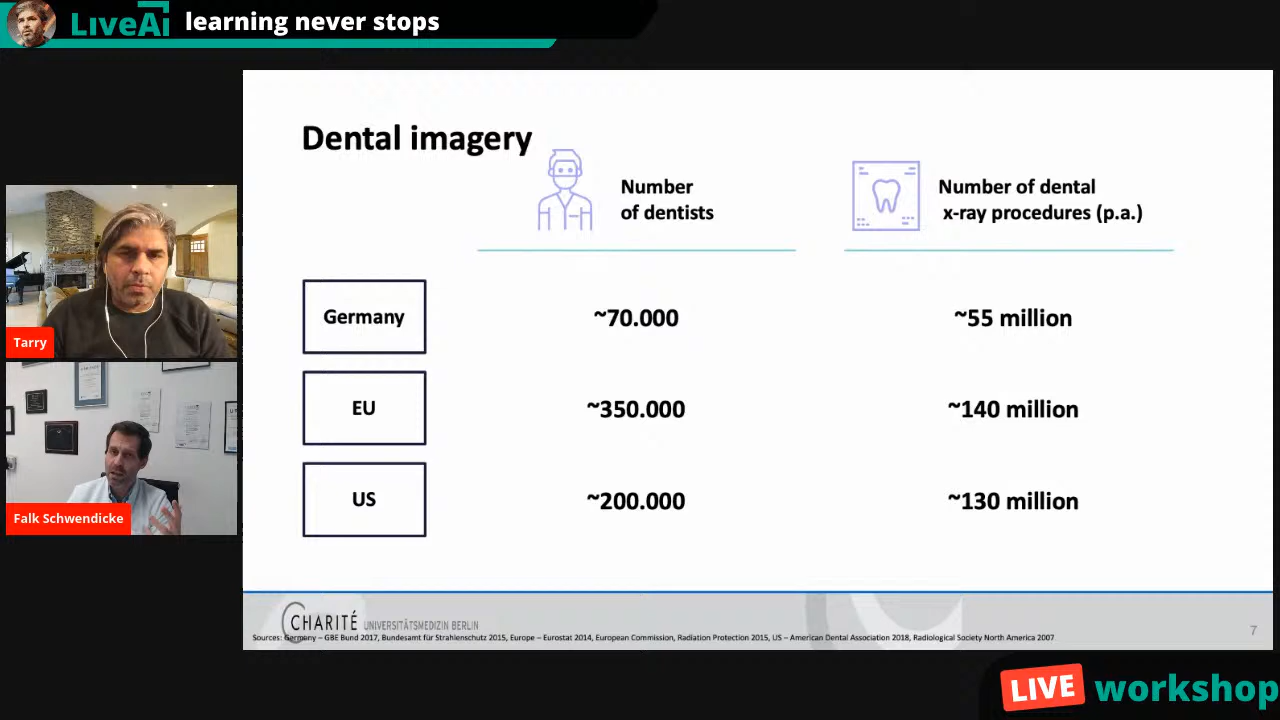 LiveAi learning never stops
Dental imagery
Number
of dentists
Number of dental
x-ray procedures (p.a.)
Germany ~70.000 ~55 million
EU ~350.000 ~140 million
US ~200.000 ~130 million
Tarry
Falk Schwendicke
CHARITÉ UNIVERSITÄTSMEDIZIN BERLIN
Sources: Germany – GBE Bund 2017, Bundesamt für Strahlenschutz 2015, Europe – Eurostat 2014, European Commission, Radiation Protection 2015, US – American Dental Association 2018, Radiological Society North America 2007
7
LIVE workshop